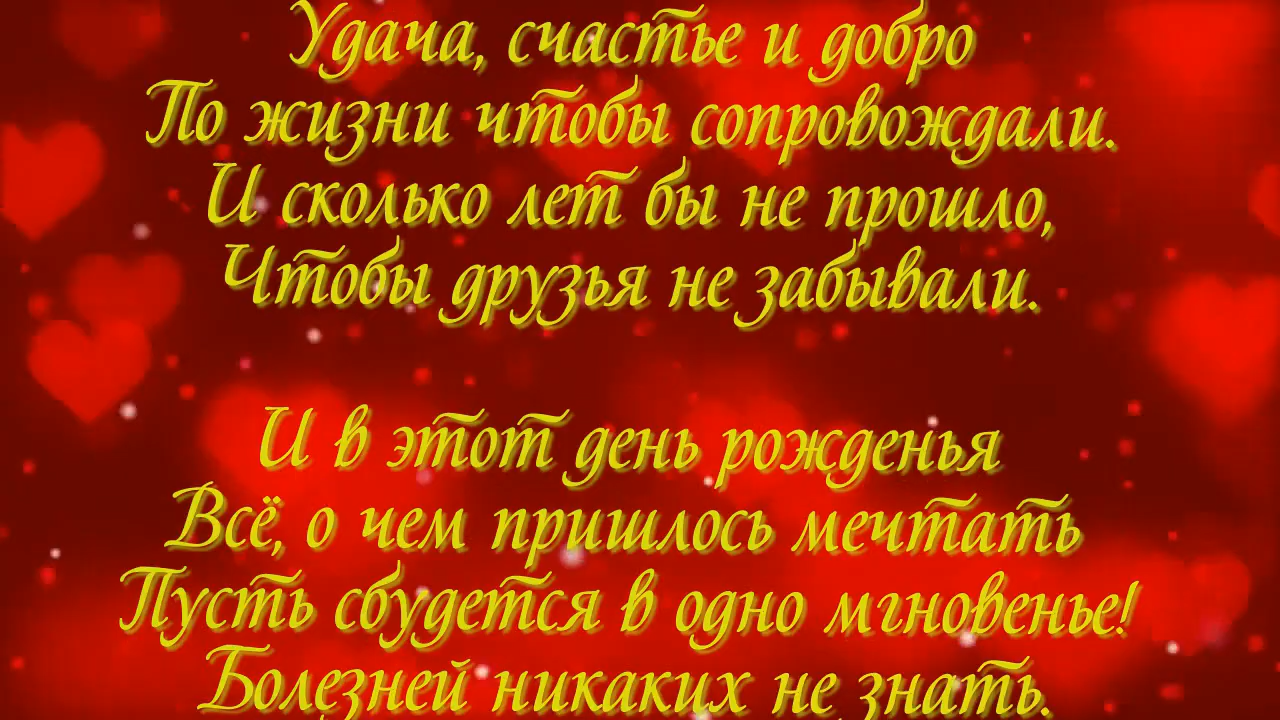 Удача, счастье и добро
По жизни чтобы сопровождали.
И сколько лет бы не прошло,
Чтобы друзья не забывали.
И в этот день рожденья
Всё, о чем пришлось мечтать
Пусть сбудется в одно мгновенье!
Болезней никаких не знать.